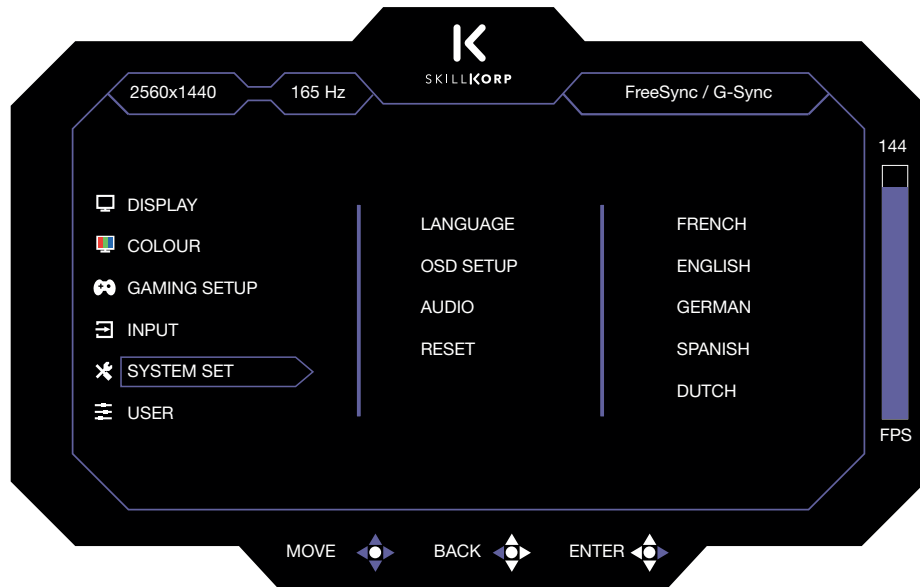 K
SKILLKORP
2560x1440
165 Hz
FreeSync / G-Sync
144
DISPLAY
COLOUR
GAMING SETUP
INPUT
SYSTEM SET
USER
LANGUAGE
OSD SETUP
AUDIO
RESET
FRENCH
ENGLISH
GERMAN
SPANISH
DUTCH
FPS
MOVE
BACK
ENTER